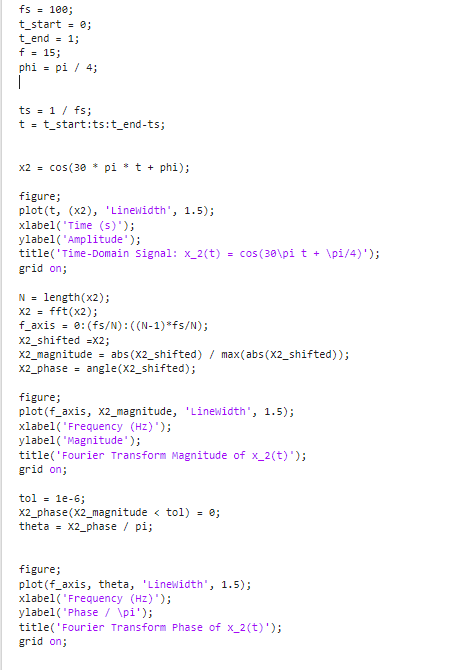 fs = 100;
t_start = 0;
t_end = 1;
f = 15;
phi = pi / 4;
ts = 1 / fs;
t = t_start:ts:t_end-ts;
x2 = cos(30 * pi * t + phi);
figure;
plot(t, (x2), 'LineWidth', 1.5);
xlabel('Time (s)');
ylabel('Amplitude');
title('Time-Domain Signal: x_2(t) = cos(30\pi t + \pi/4)');
grid on;
N = length(x2);
X2 = fft(x2);
f_axis = 0:(fs/N):((N-1)*fs/N);
X2_shifted =X2;
X2_magnitude = abs(X2_shifted) / max(abs(X2_shifted));
X2_phase = angle(X2_shifted);
figure;
plot(f_axis, X2_magnitude, 'LineWidth', 1.5);
xlabel('Frequency (Hz)');
ylabel('Magnitude');
title('Fourier Transform Magnitude of x_2(t)');
grid on;
tol = 1e-6;
X2_phase(X2_magnitude < tol) = 0;
theta = X2_phase / pi;
figure;
plot(f_axis, theta, 'LineWidth', 1.5);
xlabel('Frequency (Hz)');
ylabel('Phase / \pi');
title('Fourier Transform Phase of x_2(t)');
grid on;